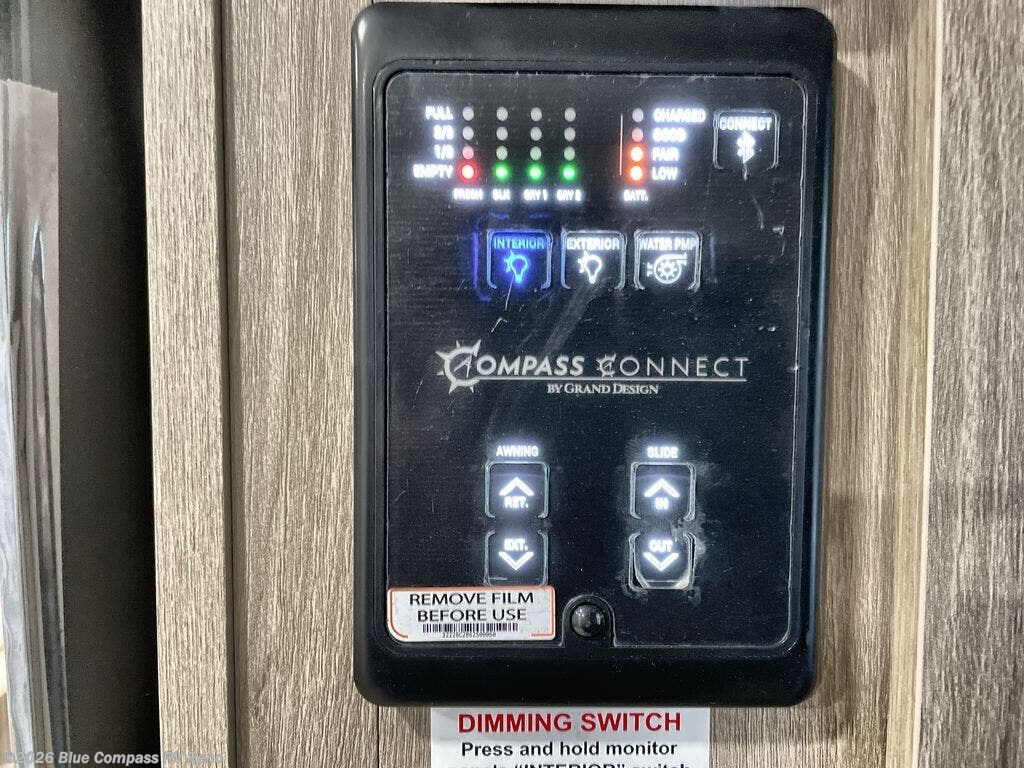 FULL
2/3
1/3
EMPTY
FRESH BLK GRY 1 GRY 2
CHARGED
GOOD
FAIR
LOW
BATT.
CONNECT
INTERIOR
EXTERIOR
WATER PMP
COMPASS CONNECT
BY GRAND DESIGN
AWNING
RET.
EXT.
SLIDE
IN
OUT
REMOVE FILM
BEFORE USE
DIMMING SWITCH
Press and hold monitor
"INTERIOR" switch
©2026 Blue Compass